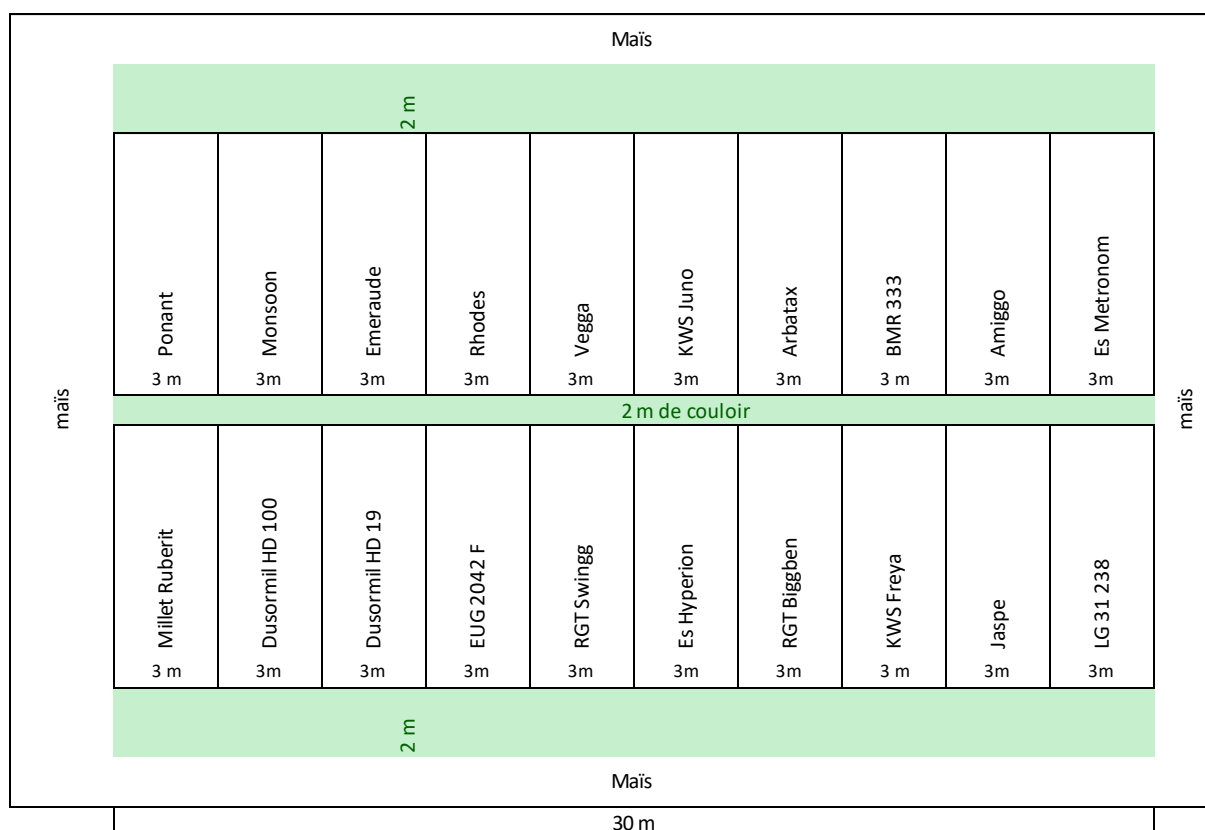 Maïs
2 m
Ponant
Monsoon
Emeraude
Rhodes
Vegga
KWS Juno
Arbatax
BMR 333
Amiggo
Es Metronom
3 m 3m 3m 3m 3m 3m 3m 3 m 3m 3m
maïs
2 m de couloir
maïs
Millet Ruberit
Dusormil HD 100
Dusormil HD 19
EUG 2042 F
RGT Swingg
Es Hyperion
RGT Biggben
KWS Freya
Jaspe
LG 31 238
3 m 3m 3m 3m 3m 3m 3m 3 m 3m 3m
2 m
Maïs
30 m